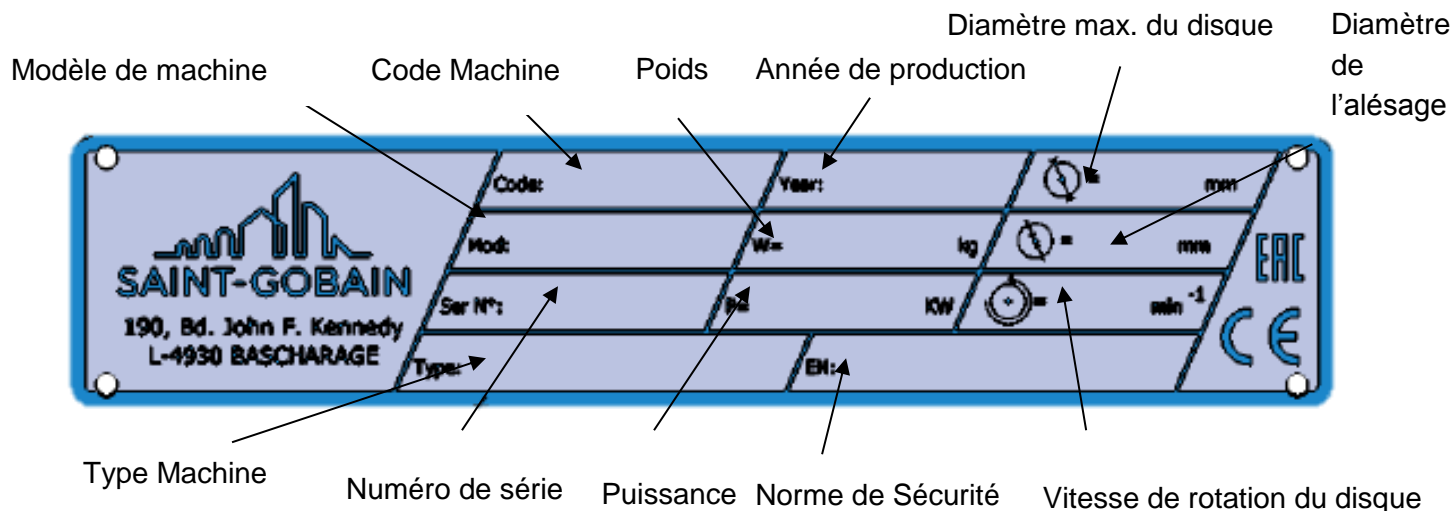 Diamètre max. du disque
Diamètre
de
l'alésage
Modèle de machine
Code Machine
Poids
Année de production
Code:
Year:
=
mm
Mod:
W=
kg
=
mm
Ser N°:
P=
KW
=
min -1
Type:
EN:
SAINT-GOBAIN
190, Bd. John F. Kennedy
L-4930 BASCHARAGE
EAC
CE
Type Machine
Numéro de série
Puissance
Norme de Sécurité
Vitesse de rotation du disque